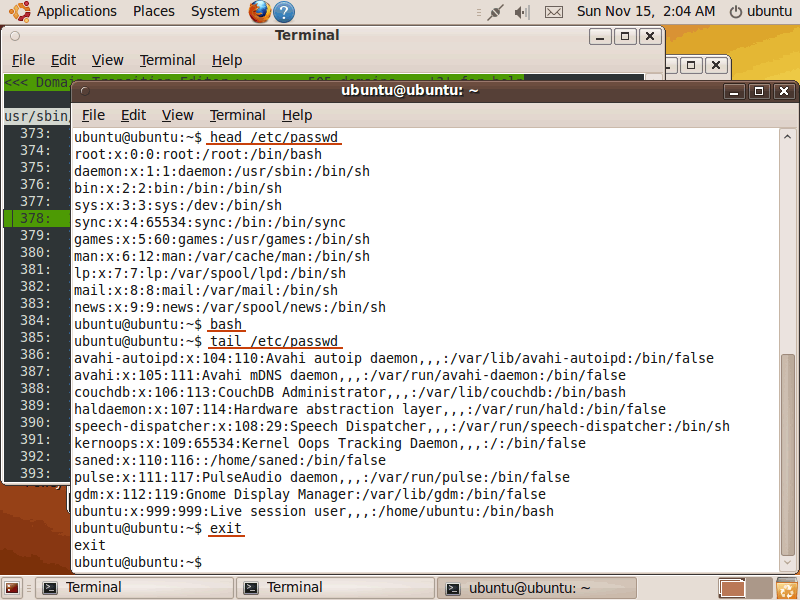 Applications Places System ? Sun Nov 15, 2:04 AM ubuntu
Terminal
File Edit View Terminal Help
<<< Domain Transition Editor >>>
ubuntu@ubuntu: ~
usr/sbin/
File Edit View Terminal Help
373:
374:
375:
376:
377:
378:
379:
380:
381:
382:
383:
384:
385:
386:
387:
388:
389:
390:
391:
392:
393:
ubuntu@ubuntu:~$ head /etc/passwd
root:x:0:0:root:/root:/bin/bash
daemon:x:1:1:daemon:/usr/sbin:/bin/sh
bin:x:2:2:bin:/bin:/bin/sh
sys:x:3:3:sys:/dev:/bin/sh
sync:x:4:65534:sync:/bin:/bin/sync
games:x:5:60:games:/usr/games:/bin/sh
man:x:6:12:man:/var/cache/man:/bin/sh
lp:x:7:7:lp:/var/spool/lpd:/bin/sh
mail:x:8:8:mail:/var/mail:/bin/sh
news:x:9:9:news:/var/spool/news:/bin/sh
ubuntu@ubuntu:~$ bash
ubuntu@ubuntu:~$ tail /etc/passwd
avahi-autoipd:x:104:110:Avahi autoip daemon,,,:/var/lib/avahi-autoipd:/bin/false
avahi:x:105:111:Avahi mDNS daemon,,,:/var/run/avahi-daemon:/bin/false
couchdb:x:106:113:CouchDB Administrator,,,:/var/lib/couchdb:/bin/bash
haldaemon:x:107:114:Hardware abstraction layer,,,:/var/run/hald:/bin/false
speech-dispatcher:x:108:29:Speech Dispatcher,,,:/var/run/speech-dispatcher:/bin/sh
kernoops:x:109:65534:Kernel Oops Tracking Daemon,,,:/:/bin/false
saned:x:110:116::/home/saned:/bin/false
pulse:x:111:117:PulseAudio daemon,,,:/var/run/pulse:/bin/false
gdm:x:112:119:Gnome Display Manager:/var/lib/gdm:/bin/false
ubuntu:x:999:999:Live session user,,,:/home/ubuntu:/bin/bash
ubuntu@ubuntu:~$ exit
exit
ubuntu@ubuntu:~$
Terminal Terminal ubuntu@ubuntu: ~